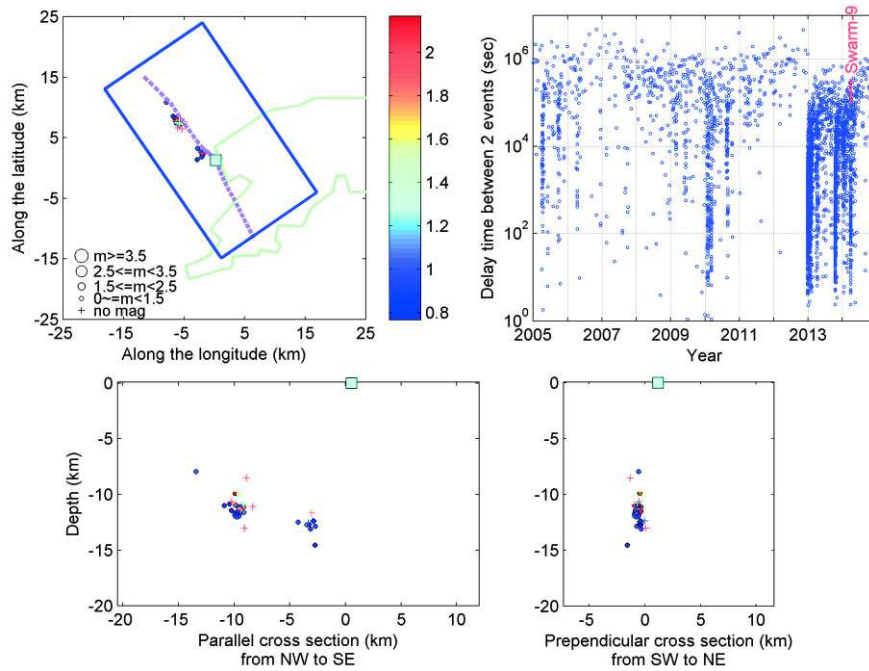 25
15
5
-5
-15
-25
Along the latitude (km)
m>=3.5
2.5<=m<3.5
1.5<=m<2.5
0~=m<1.5
+ no mag
-25 -15 -5 5 15 25
Along the longitude (km)
2
1.8
1.6
1.4
1.2
1
0.8
Delay time between 2 events (sec)
10^6
10^4
10^2
10^0
Swarm-9
2005 2007 2009 2011 2013
Year
0
-5
-10
-15
-20
Depth (km)
-20 -15 -10 -5 0 5 10
Parallel cross section (km)
from NW to SE
0
-5
-10
-15
-20
-5 0 5 10
Prependicular cross section (km)
from SW to NE